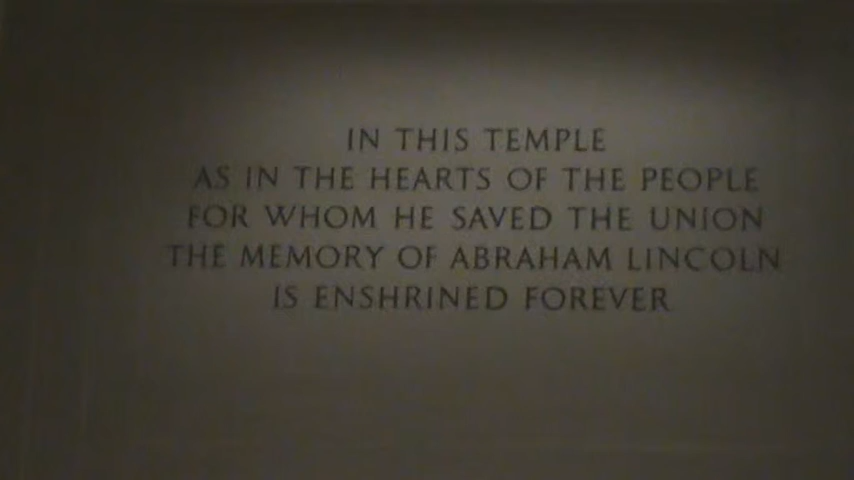 IN THIS TEMPLE
AS IN THE HEARTS OF THE PEOPLE
FOR WHOM HE SAVED THE UNION
THE MEMORY OF ABRAHAM LINCOLN
IS ENSHRINED FOREVER